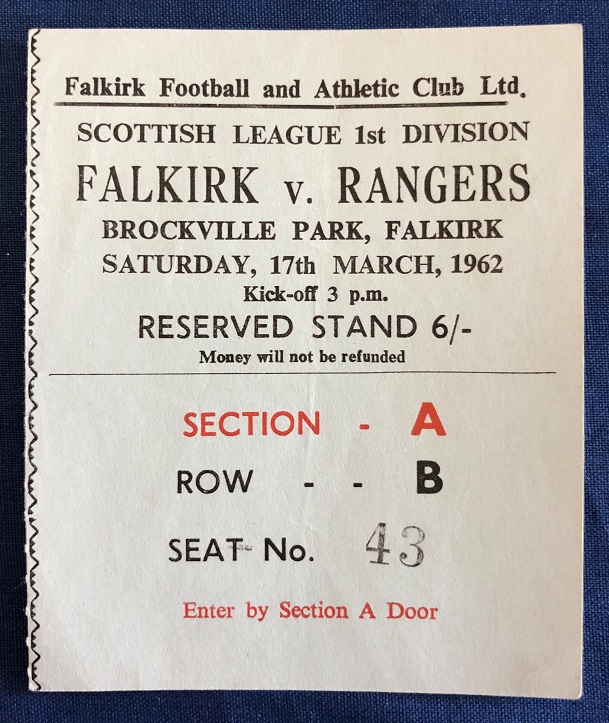 Falkirk Football and Athletic Club Ltd.
SCOTTISH LEAGUE 1st DIVISION
FALKIRK v. RANGERS
BROCKVILLE PARK, FALKIRK
SATURDAY, 17th MARCH, 1962
Kick-off 3 p.m.
RESERVED STAND 6/-
Money will not be refunded
SECTION - A
ROW - - B
SEAT No. 43
Enter by Section A Door